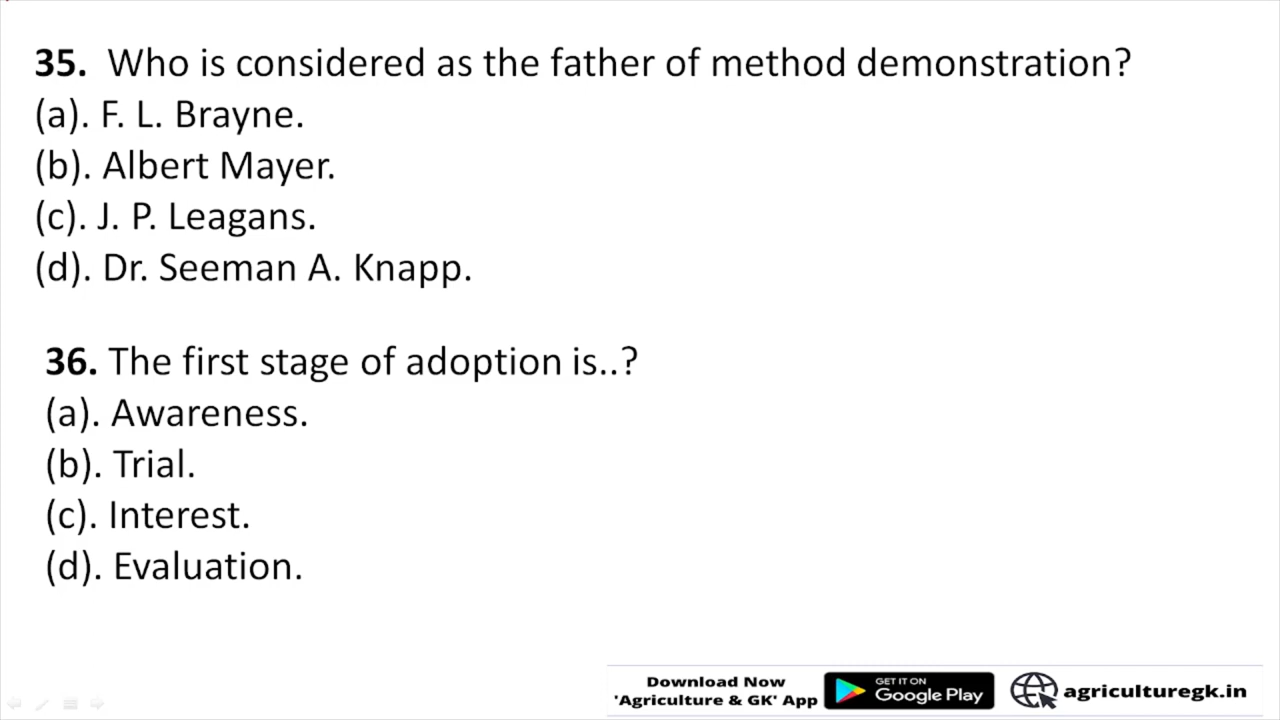 35. Who is considered as the father of method demonstration?
(a). F. L. Brayne.
(b). Albert Mayer.
(c). J. P. Leagans.
(d). Dr. Seeman A. Knapp.
36. The first stage of adoption is..?
(a). Awareness.
(b). Trial.
(c). Interest.
(d). Evaluation.
Download Now
'Agriculture & GK' App
GET IT ON
Google Play
agriculturegk.in